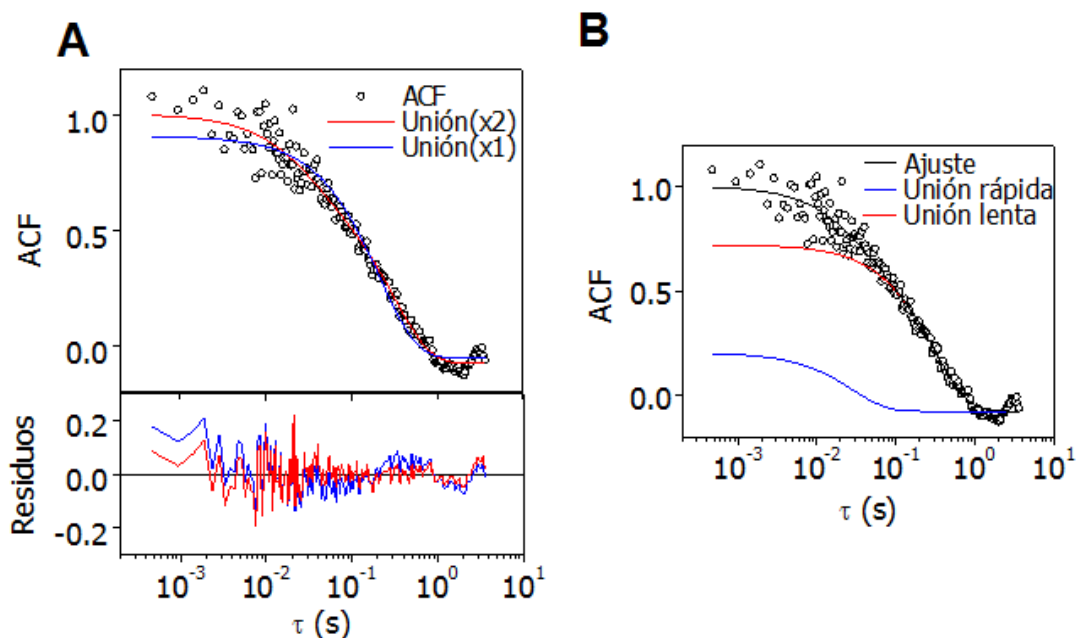 A
ACF
Unión(x2)
Unión(x1)
1.0
0.5
0.0
ACF
0.2
0.0
-0.2
Residuos
10-3 10-2 10-1 100 101
τ (s)
B
Ajuste
Unión rápida
Unión lenta
1.0
0.5
0.0
ACF
10-3 10-2 10-1 100 101
τ (s)